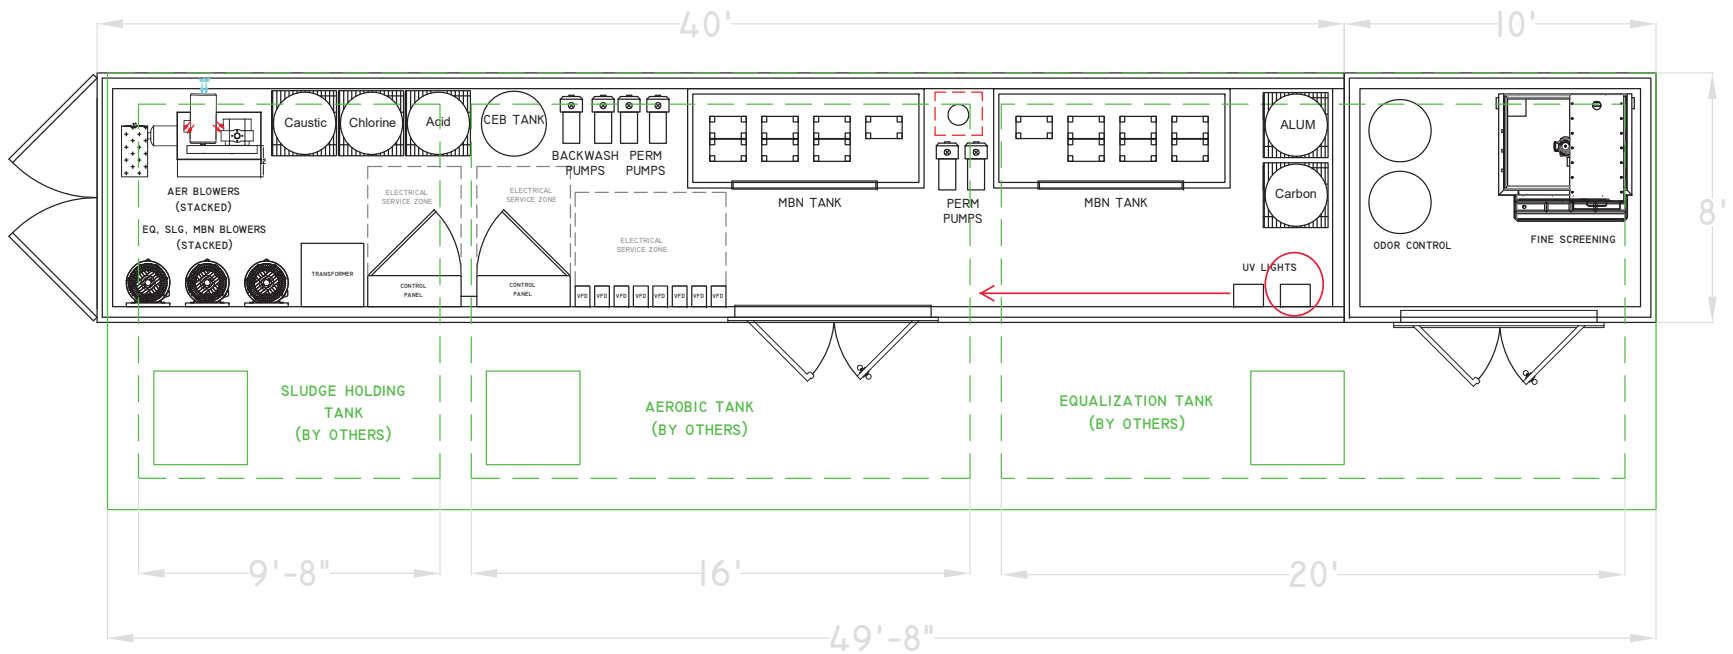 40'
10'
Caustic
Chlorine
Acid
CEB TANK
BACKWASH
PUMPS
PERM
PUMPS
MBN TANK
PERM
PUMPS
MBN TANK
ALUM
Carbon
ODOR CONTROL
FINE SCREENING
8'
AER BLOWERS
(STACKED)
EQ, SLG, MBN BLOWERS
(STACKED)
ELECTRICAL
SERVICE ZONE
ELECTRICAL
SERVICE ZONE
ELECTRICAL
SERVICE ZONE
TRANSFORMER
CONTROL
PANEL
CONTROL
PANEL
VFD
VFD
VFD
VFD
VFD
VFD
VFD
VFD
UV LIGHTS
SLUDGE HOLDING
TANK
(BY OTHERS)
AEROBIC TANK
(BY OTHERS)
EQUALIZATION TANK
(BY OTHERS)
9'-8"
16'
20'
49'-8"